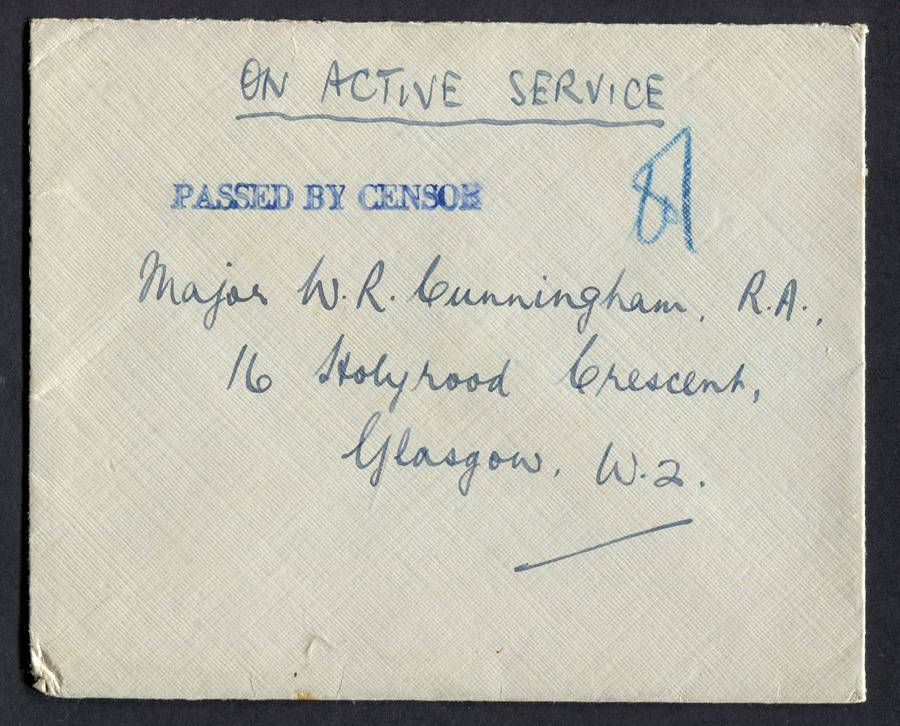 ON ACTIVE SERVICE
PASSED BY CENSOR
81
Major W. R. Cunningham, R.A.,
16 Holyrood Crescent,
Glasgow. W.2.